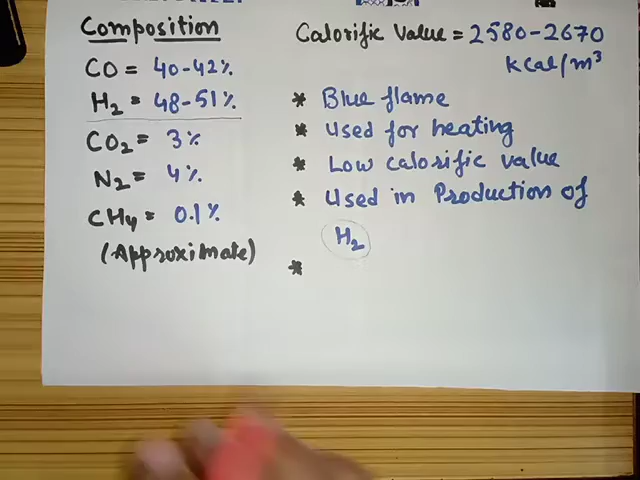 Composition
CO = 40-42%
H2 = 48-51%
CO2 = 3%
N2 = 4%
CH4 = 0.1%
(Approximate)
Calorific Value = 2580-2670
kCal/m³
* Blue flame
* Used for heating
* Low calorific value
* Used in Production of
H2
*